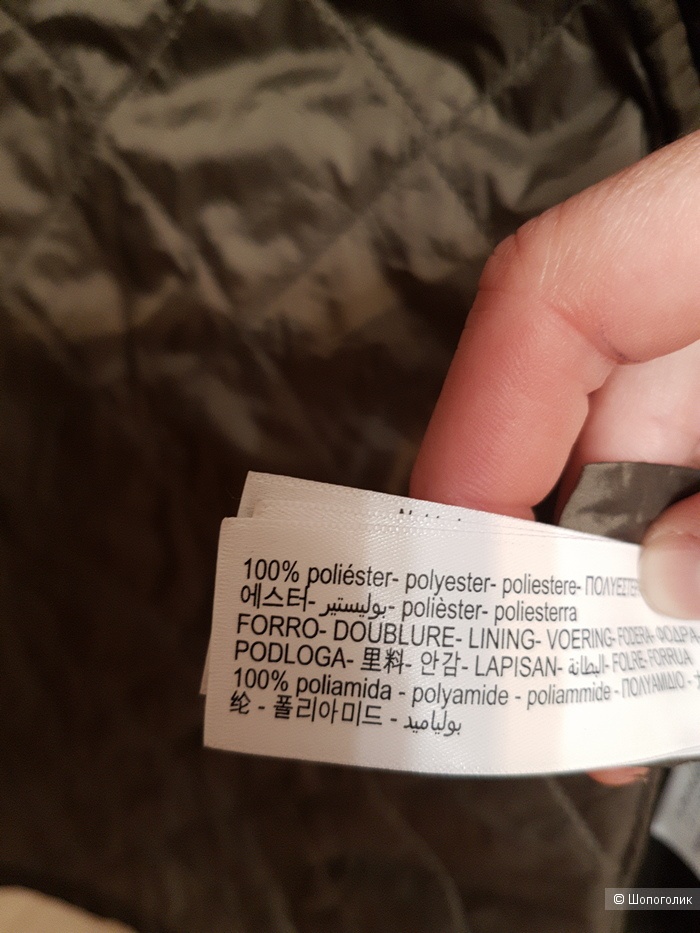 100% poliéster- polyester- poliestere- ΠΟΛΥΕΣΤΕΡ
에스터- بوليستير- polièster- poliesterra
FORRO- DOUBLURE- LINING- VOERING- FODERA- ΦΟΔΡΑ
PODLOGA- 里料- 안감- LAPISAN- البطانة- FOLRE- FORRUA
100% poliamida - polyamide - poliammide - ΠΟΛΥΑΜΙΔΙΟ -
纶 - 폴리아미드 - بولياميد
© Шопоголик